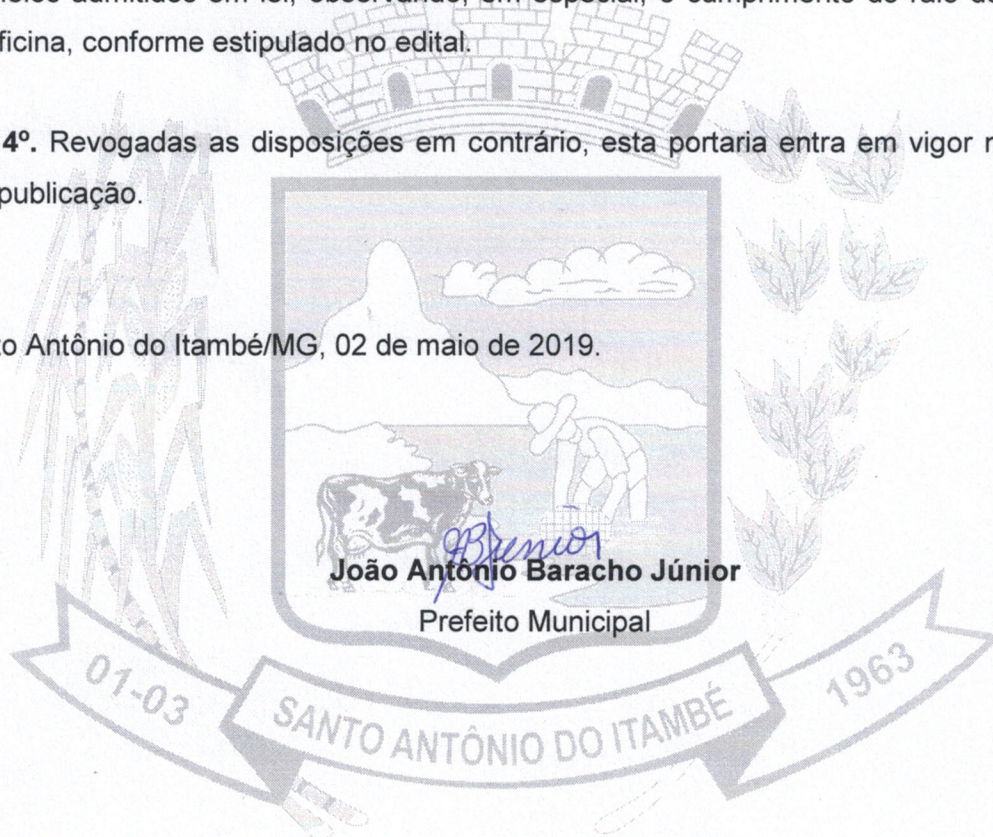 ficina, conforme estipulado no edital.
4º. Revogadas as disposições em contrário, esta portaria entra em vigor
publicação.
Antônio do Itambé/MG, 02 de maio de 2019.
João Antônio Baracho Júnior
Prefeito Municipal
01-03
SANTO ANTÔNIO DO ITAMBÉ
1963